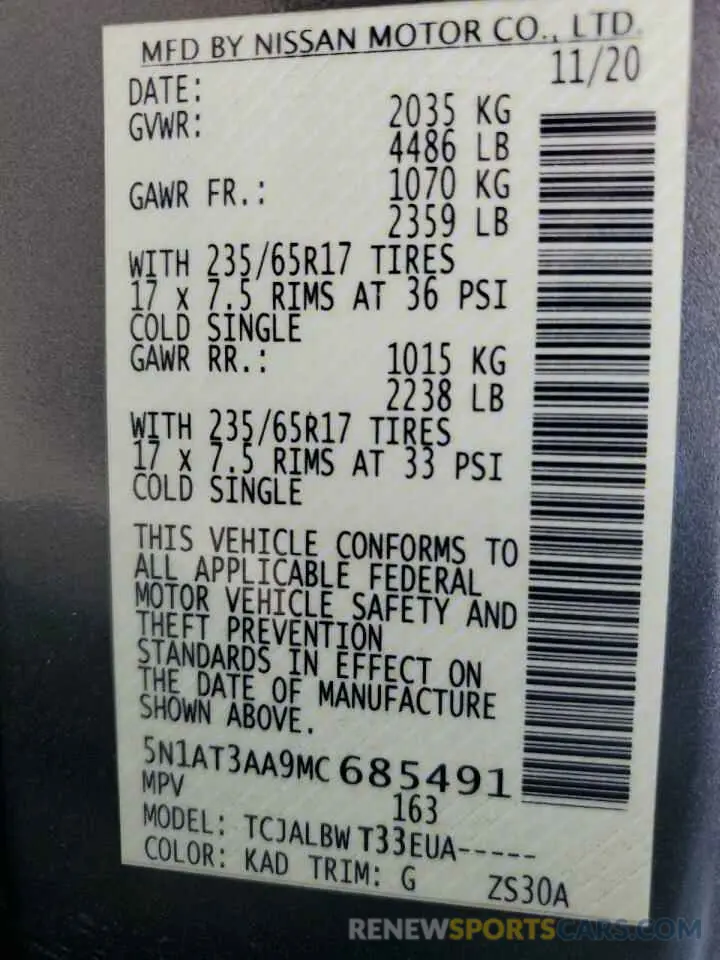 MFD BY NISSAN MOTOR CO., LTD.
DATE: 11/20
GVWR: 2035 KG
4486 LB
GAWR FR.: 1070 KG
2359 LB
WITH 235/65R17 TIRES
17 x 7.5 RIMS AT 36 PSI
COLD SINGLE
GAWR RR.: 1015 KG
2238 LB
WITH 235/65R17 TIRES
17 x 7.5 RIMS AT 33 PSI
COLD SINGLE
THIS VEHICLE CONFORMS TO
ALL APPLICABLE FEDERAL
MOTOR VEHICLE SAFETY AND
THEFT PREVENTION
STANDARDS IN EFFECT ON
THE DATE OF MANUFACTURE
SHOWN ABOVE.
5N1AT3AA9MC685491
MPV 163
MODEL: TCJALBW T33EUA-----
COLOR: KAD TRIM: G ZS30A
RENEWSPORTSCARS.COM